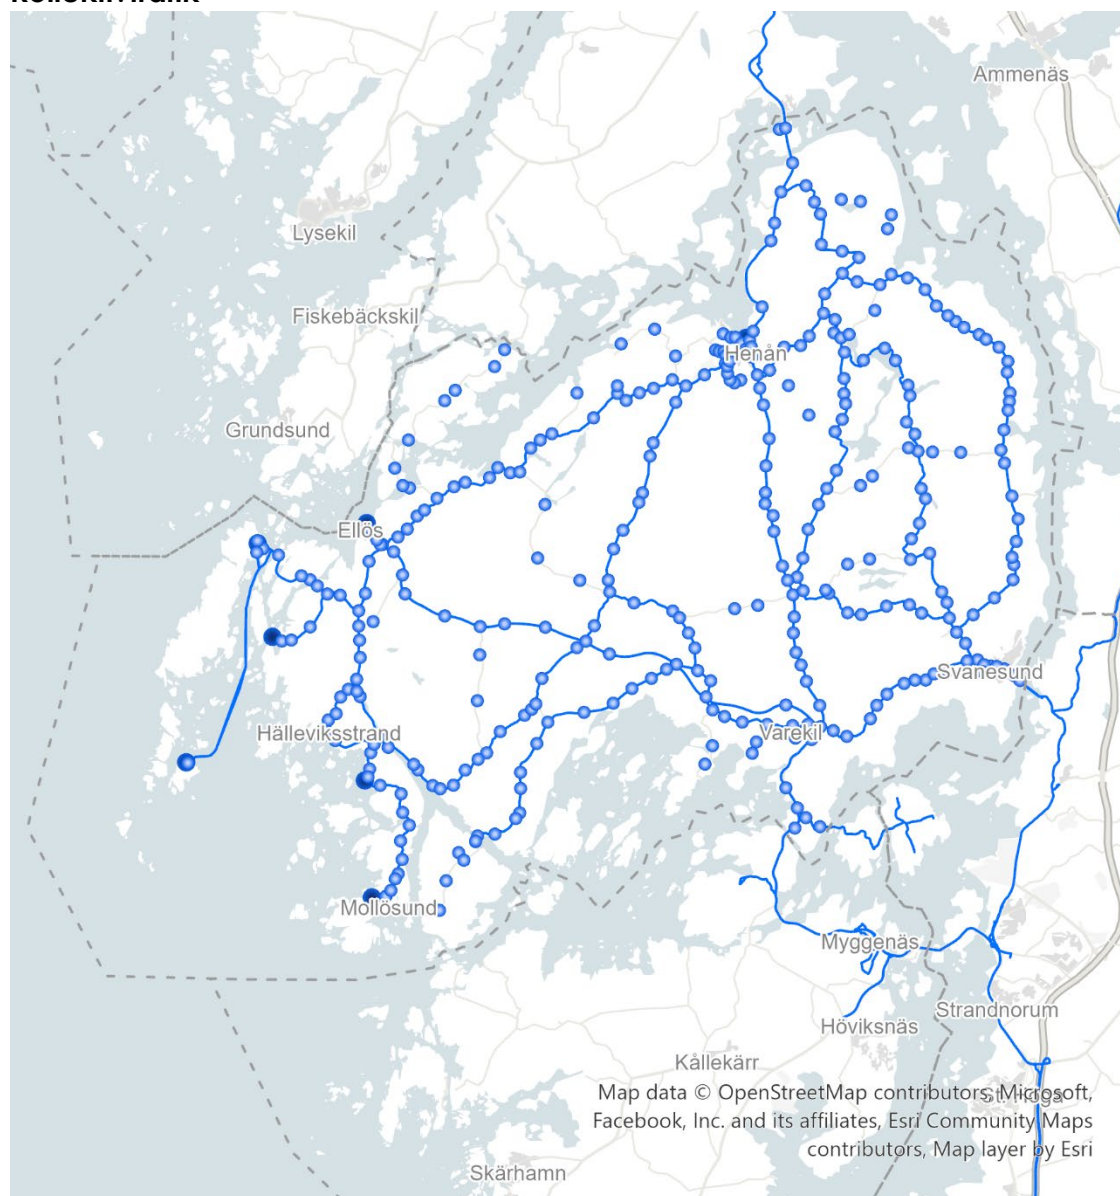 Kollektivtrafik
Ammenäs
Lysekil
Fiskebäckskil
Henån
Grundsund
Ellös
Svanesund
Hälleviksstrand
Varekil
Mollösund
Myggenäs
Strandnorum
Höviksnäs
Kållekärr
Map data © OpenStreetMap contributors, Microsoft,
Facebook, Inc. and its affiliates, Esri Community Maps
contributors, Map layer by Esri
Skärhamn